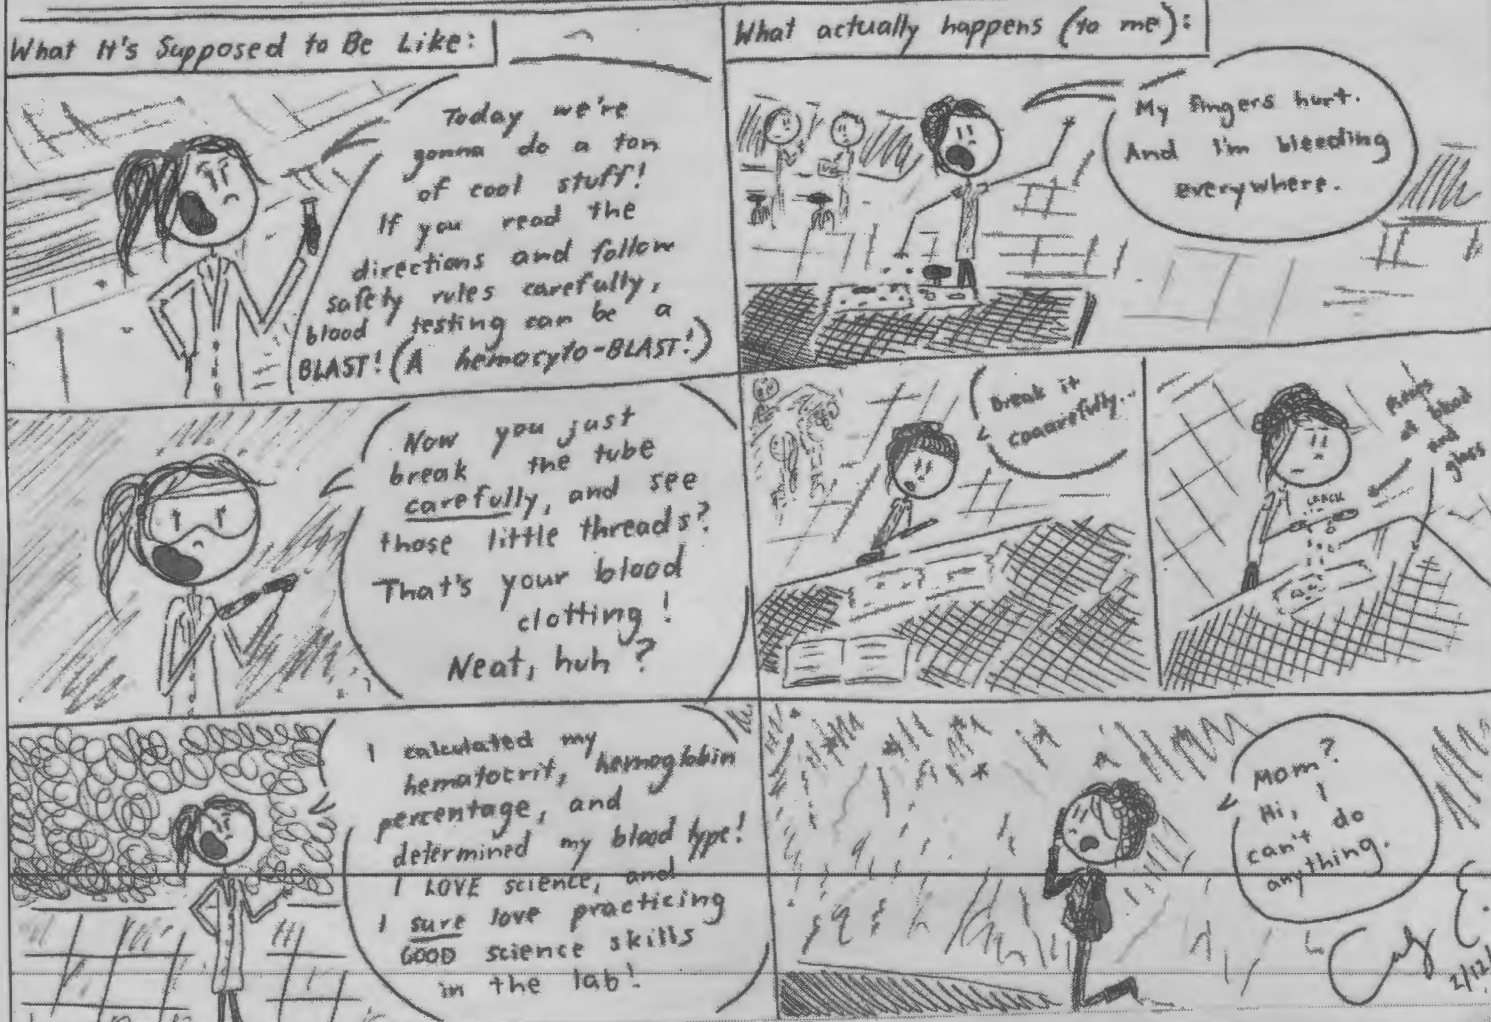 What It's Supposed to Be Like:
Today we're
gonna do a ton
of cool stuff!
If you read the
directions and follow
safety rules carefully,
blood testing can be a
BLAST! (A hemocyto-BLAST!)
Now you just
break the tube
carefully, and see
those little threads?
That's your blood
clotting!
Neat, huh?
I calculated my
hematocrit, hemoglobin
percentage, and
determined my blood type!
I LOVE science, and
I sure love practicing
GOOD science skills
in the lab!
What actually happens (to me):
My fingers hurt.
And I'm bleeding
everywhere.
Break it
caaarefully...
of blood
and
glass
Mom?
Hi, I
can't do
anything.
2/12/